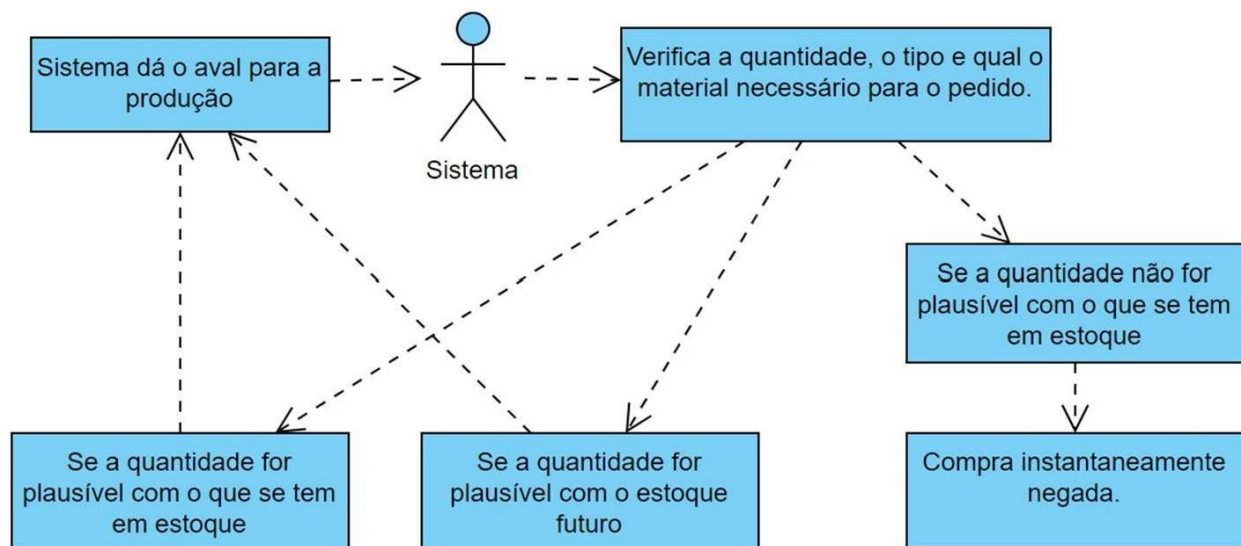 Sistema dá o aval para a
produção
Sistema
Verifica a quantidade, o tipo e qual o
material necessário para o pedido.
Se a quantidade não for
plausível com o que se tem
em estoque
Se a quantidade for
plausível com o que se tem
em estoque
Se a quantidade for
plausível com o estoque
futuro
Compra instantaneamente
negada.